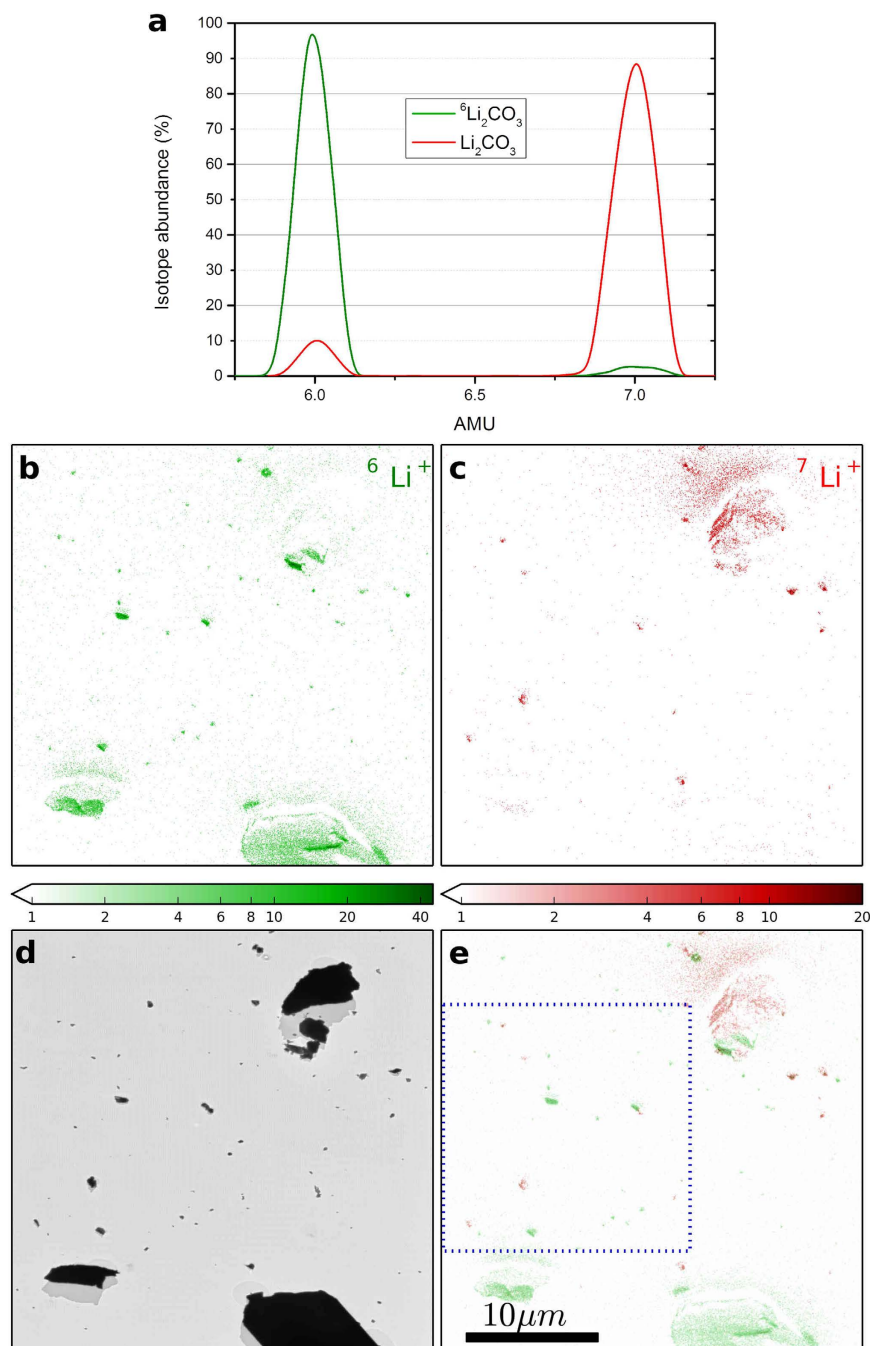 a
100
90
80
70
60
50
40
30
20
10
0
Isotope abundance (%)
⁶Li₂CO₃
Li₂CO₃
6.0 6.5 7.0
AMU
b ⁶Li⁺
c ⁷Li⁺
1 2 4 6 8 10 20 40
1 2 4 6 8 10 20
d
e
10μm